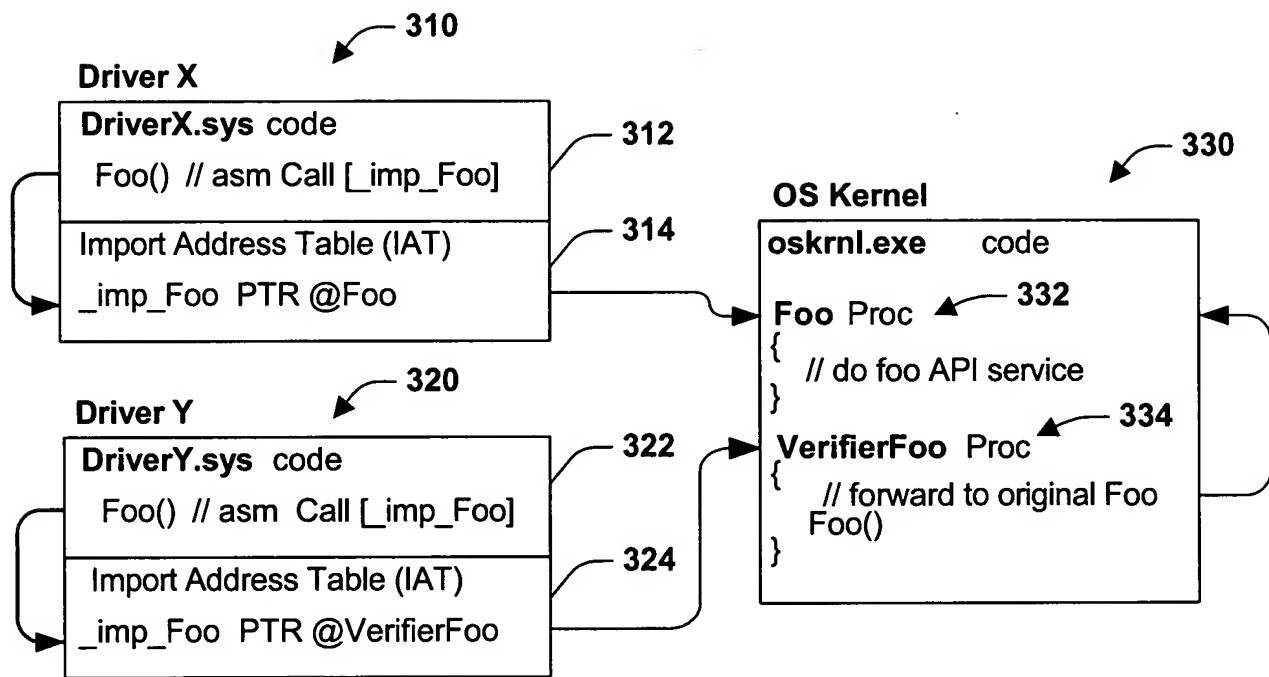 310
Driver X
DriverX.sys code
312
Foo() // asm Call [_imp_Foo]
Import Address Table (IAT)
314
_imp_Foo PTR @Foo
320
Driver Y
DriverY.sys code
322
Foo() // asm Call [_imp_Foo]
324
Import Address Table (IAT)
_imp_Foo PTR @VerifierFoo
330
OS Kernel
oskrnl.exe code
332
Foo Proc
{
// do foo API service
}
334
VerifierFoo Proc
{
// forward to original Foo
Foo()
}